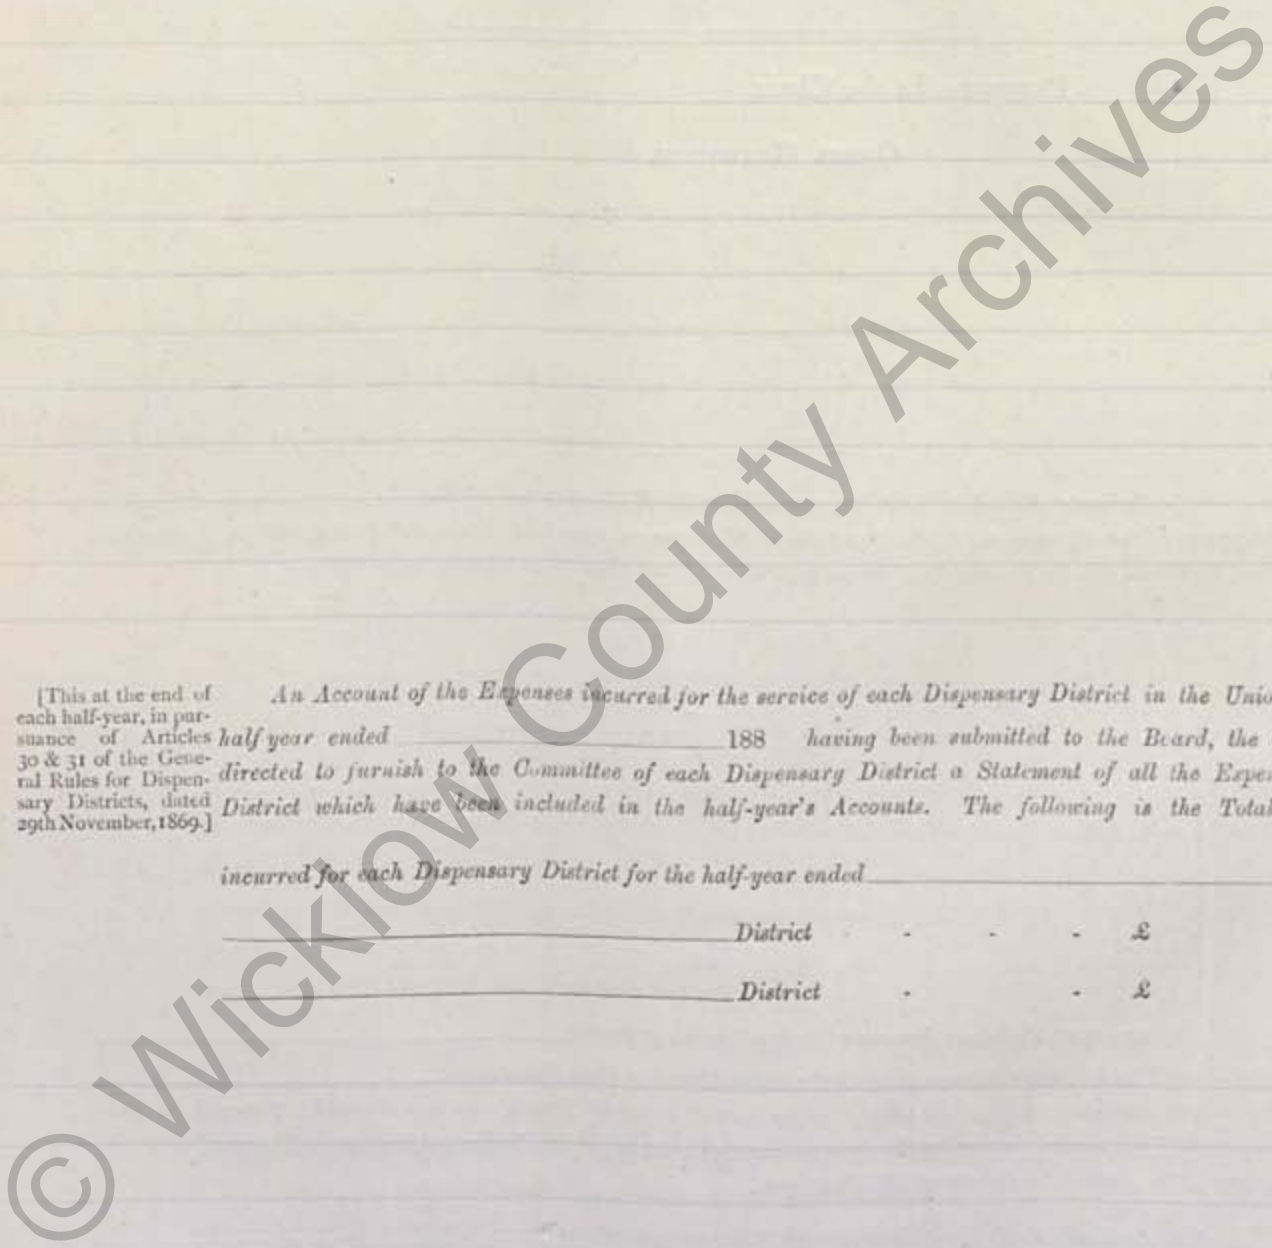 [This at the end of
each half-year, in pur-
suance of Articles
30 & 31 of the Gene-
ral Rules for Dispen-
sary Districts, dated
29th November, 1869.]
An Account of the Expenses incurred for the service of each Dispensary District in the Unio
half year ended 188 having been submitted to the Board, the
directed to furnish to the Committee of each Dispensary District a Statement of all the Expen
District which have been included in the half-year's Accounts. The following is the Total
incurred for each Dispensary District for the half-year ended
District - - - £
District - - £
© Wicklow County Archives